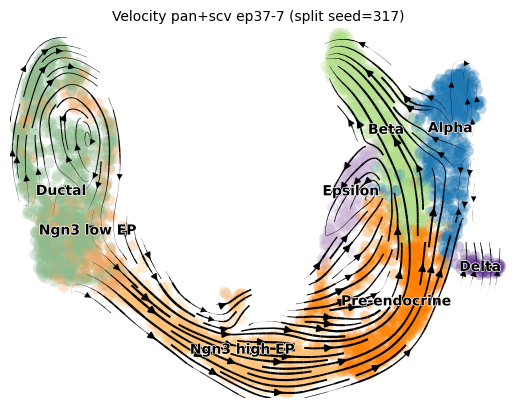 Velocity pan+scv ep37-7 (split seed=317)
Beta
Alpha
Ductal
Epsilon
Ngn3 low EP
Delta
Pre-endocrine
Ngn3 high EP